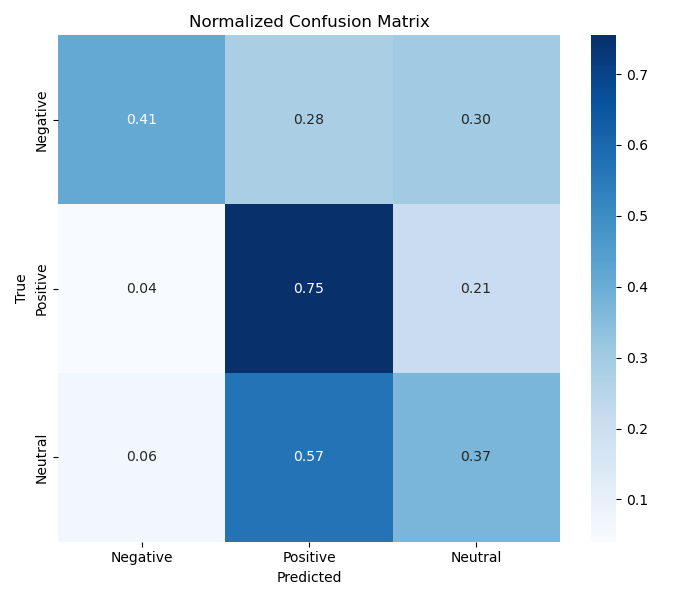 Normalized Confusion Matrix
True
Negative
0.41 0.28 0.30
Positive
0.04 0.75 0.21
Neutral
0.06 0.57 0.37
Negative Positive Neutral
Predicted
0.7
0.6
0.5
0.4
0.3
0.2
0.1